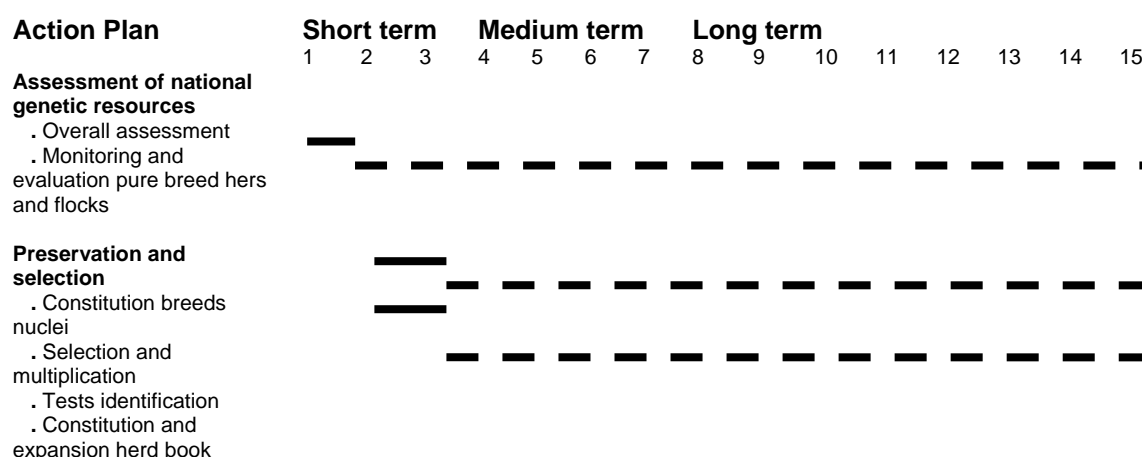 Action Plan Short term Medium term Long term
1 2 3 4 5 6 7 8 9 10 11 12 13 14 15
Assessment of national
genetic resources
. Overall assessment
. Monitoring and
evaluation pure breed hers
and flocks
Preservation and
selection
. Constitution breeds
nuclei
. Selection and
multiplication
. Tests identification
. Constitution and
expansion herd book